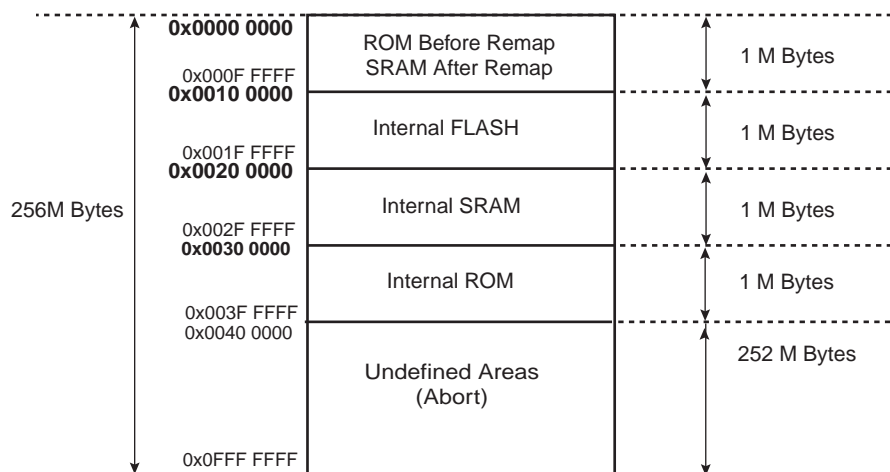 0x0000 0000
ROM Before Remap
SRAM After Remap
1 M Bytes
0x000F FFFF
0x0010 0000
Internal FLASH
1 M Bytes
0x001F FFFF
0x0020 0000
256M Bytes
Internal SRAM
1 M Bytes
0x002F FFFF
0x0030 0000
Internal ROM
1 M Bytes
0x003F FFFF
0x0040 0000
252 M Bytes
Undefined Areas
(Abort)
0x0FFF FFFF